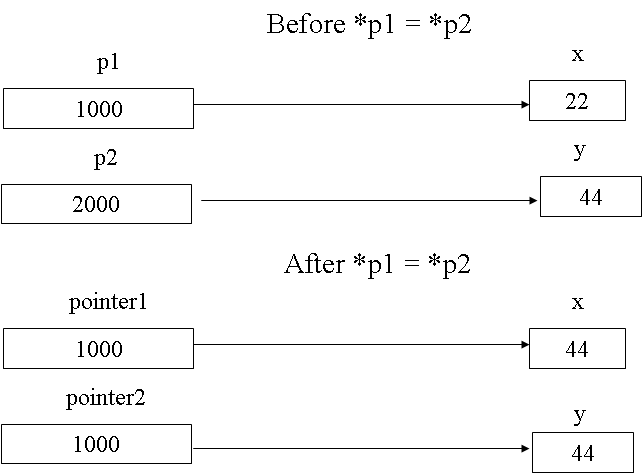 Before *p1 = *p2
p1 x
1000 22
p2 y
2000 44
After *p1 = *p2
pointer1 x
1000 44
pointer2 y
1000 44